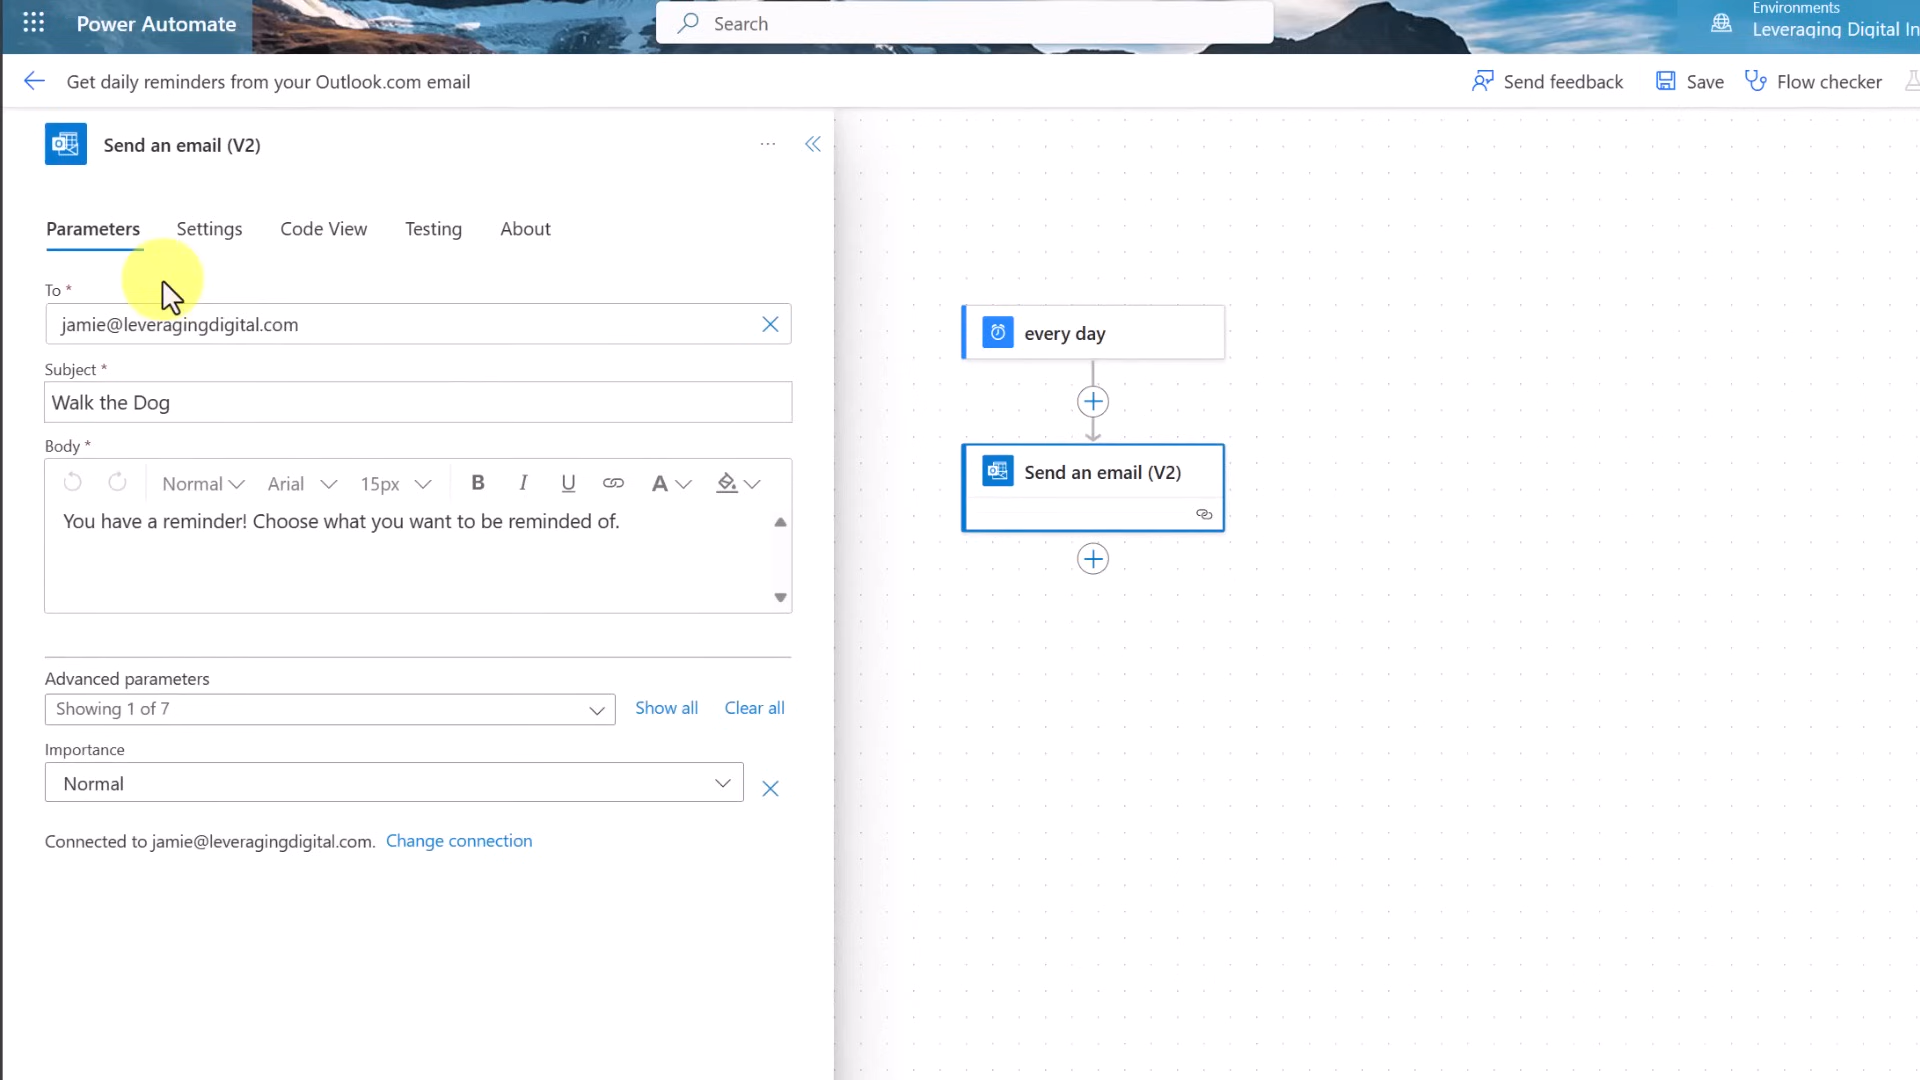 Power Automate
Search
Environments
Leveraging Digital In
Get daily reminders from your Outlook.com email
Send feedback
Save
Flow checker
Send an email (V2)
Parameters
Settings
Code View
Testing
About
To *
jamie@leveragingdigital.com
Subject *
Walk the Dog
Body *
Normal
Arial
15px
You have a reminder! Choose what you want to be reminded of.
Advanced parameters
Showing 1 of 7
Show all
Clear all
Importance
Normal
Connected to jamie@leveragingdigital.com. Change connection
every day
Send an email (V2)